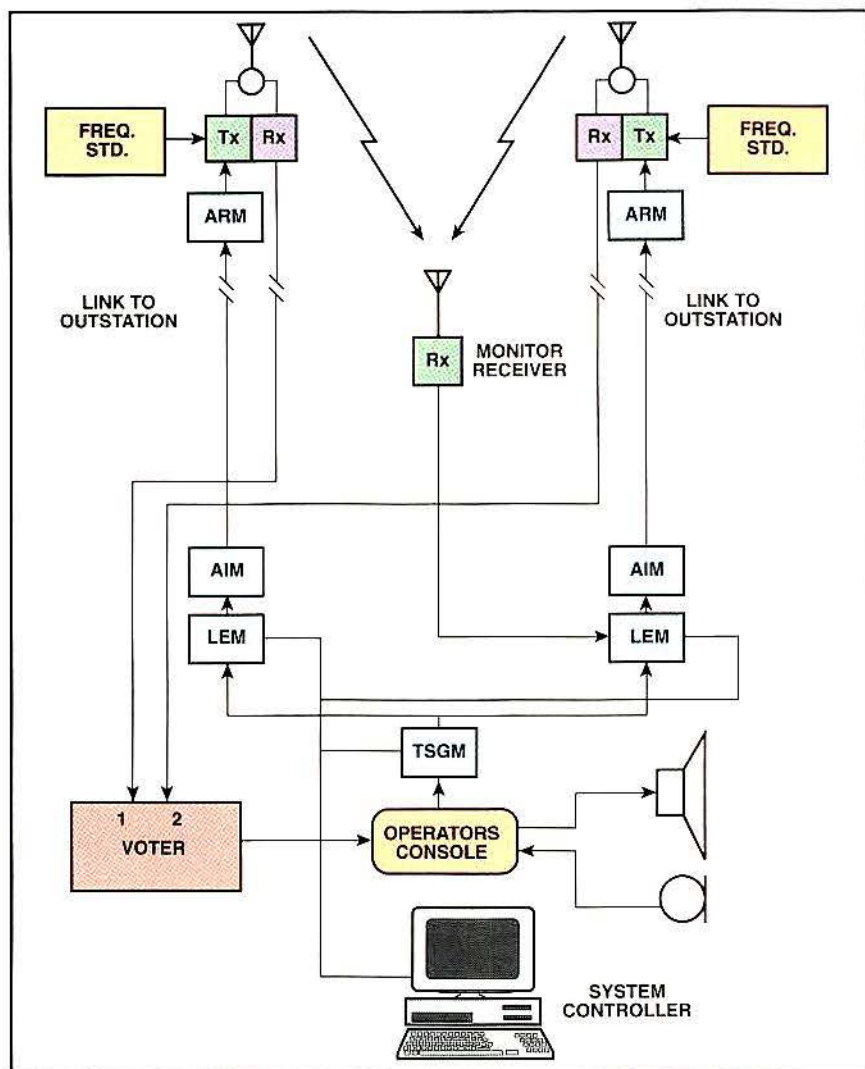 FREQ.
STD.
Tx
Rx
Rx
Tx
FREQ.
STD.
ARM
ARM
LINK TO
OUTSTATION
LINK TO
OUTSTATION
Rx
MONITOR
RECEIVER
AIM
AIM
LEM
LEM
TSGM
1 2
VOTER
OPERATORS
CONSOLE
SYSTEM
CONTROLLER